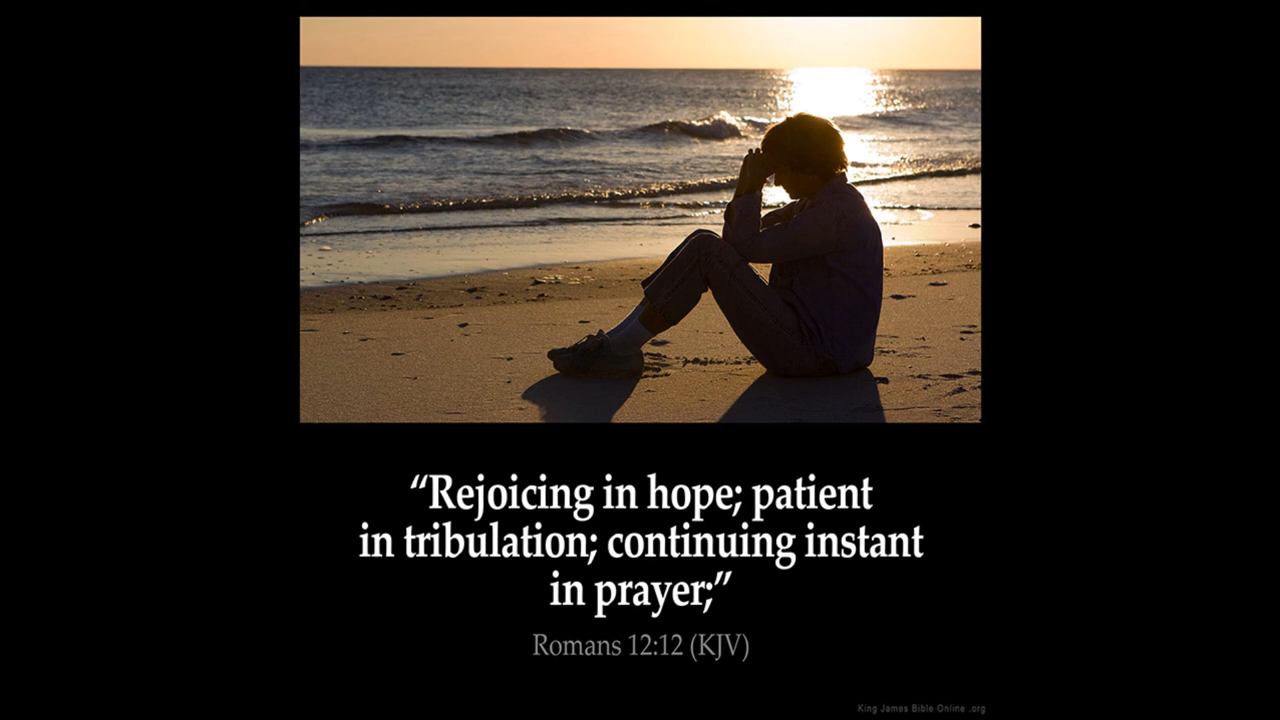 “Rejoicing in hope; patient
in tribulation; continuing instant
in prayer;”
Romans 12:12 (KJV)
King James Bible Online .org